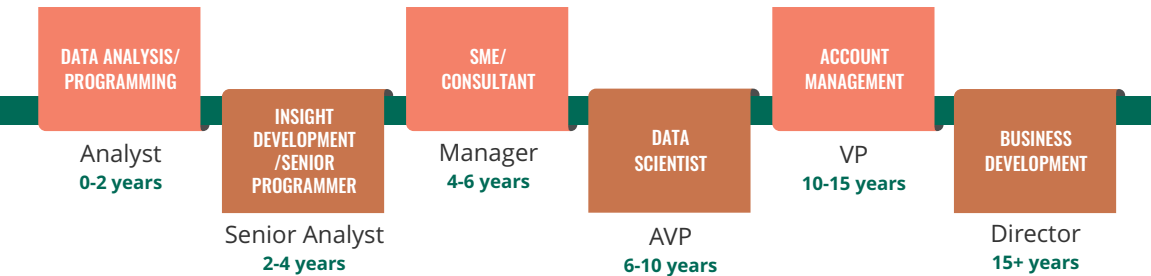 DATA ANALYSIS/
PROGRAMMING
Analyst
0-2 years
INSIGHT
DEVELOPMENT
/SENIOR
PROGRAMMER
Senior Analyst
2-4 years
SME/
CONSULTANT
Manager
4-6 years
DATA
SCIENTIST
AVP
6-10 years
ACCOUNT
MANAGEMENT
VP
10-15 years
BUSINESS
DEVELOPMENT
Director
15+ years